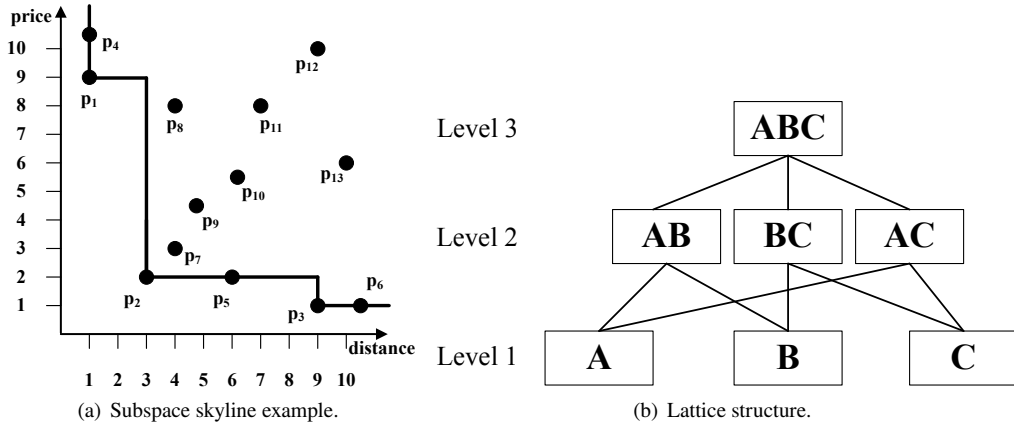 price
10
9
8
7
6
5
4
3
2
1
p4
p1
p12
p8
p11
p13
p10
p9
p7
p2
p5
p3
p6
distance
1 2 3 4 5 6 7 8 9 10
(a) Subspace skyline example.
Level 3
ABC
Level 2
AB BC AC
Level 1
A B C
(b) Lattice structure.